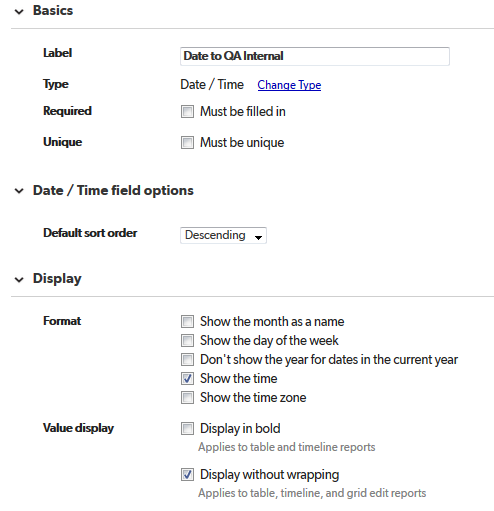 Basics
Label Date to QA Internal
Type Date / Time Change Type
Required Must be filled in
Unique Must be unique
Date / Time field options
Default sort order Descending
Display
Format Show the month as a name
Show the day of the week
Don't show the year for dates in the current year
Show the time
Show the time zone
Value display Display in bold
Applies to table and timeline reports
Display without wrapping
Applies to table, timeline, and grid edit reports